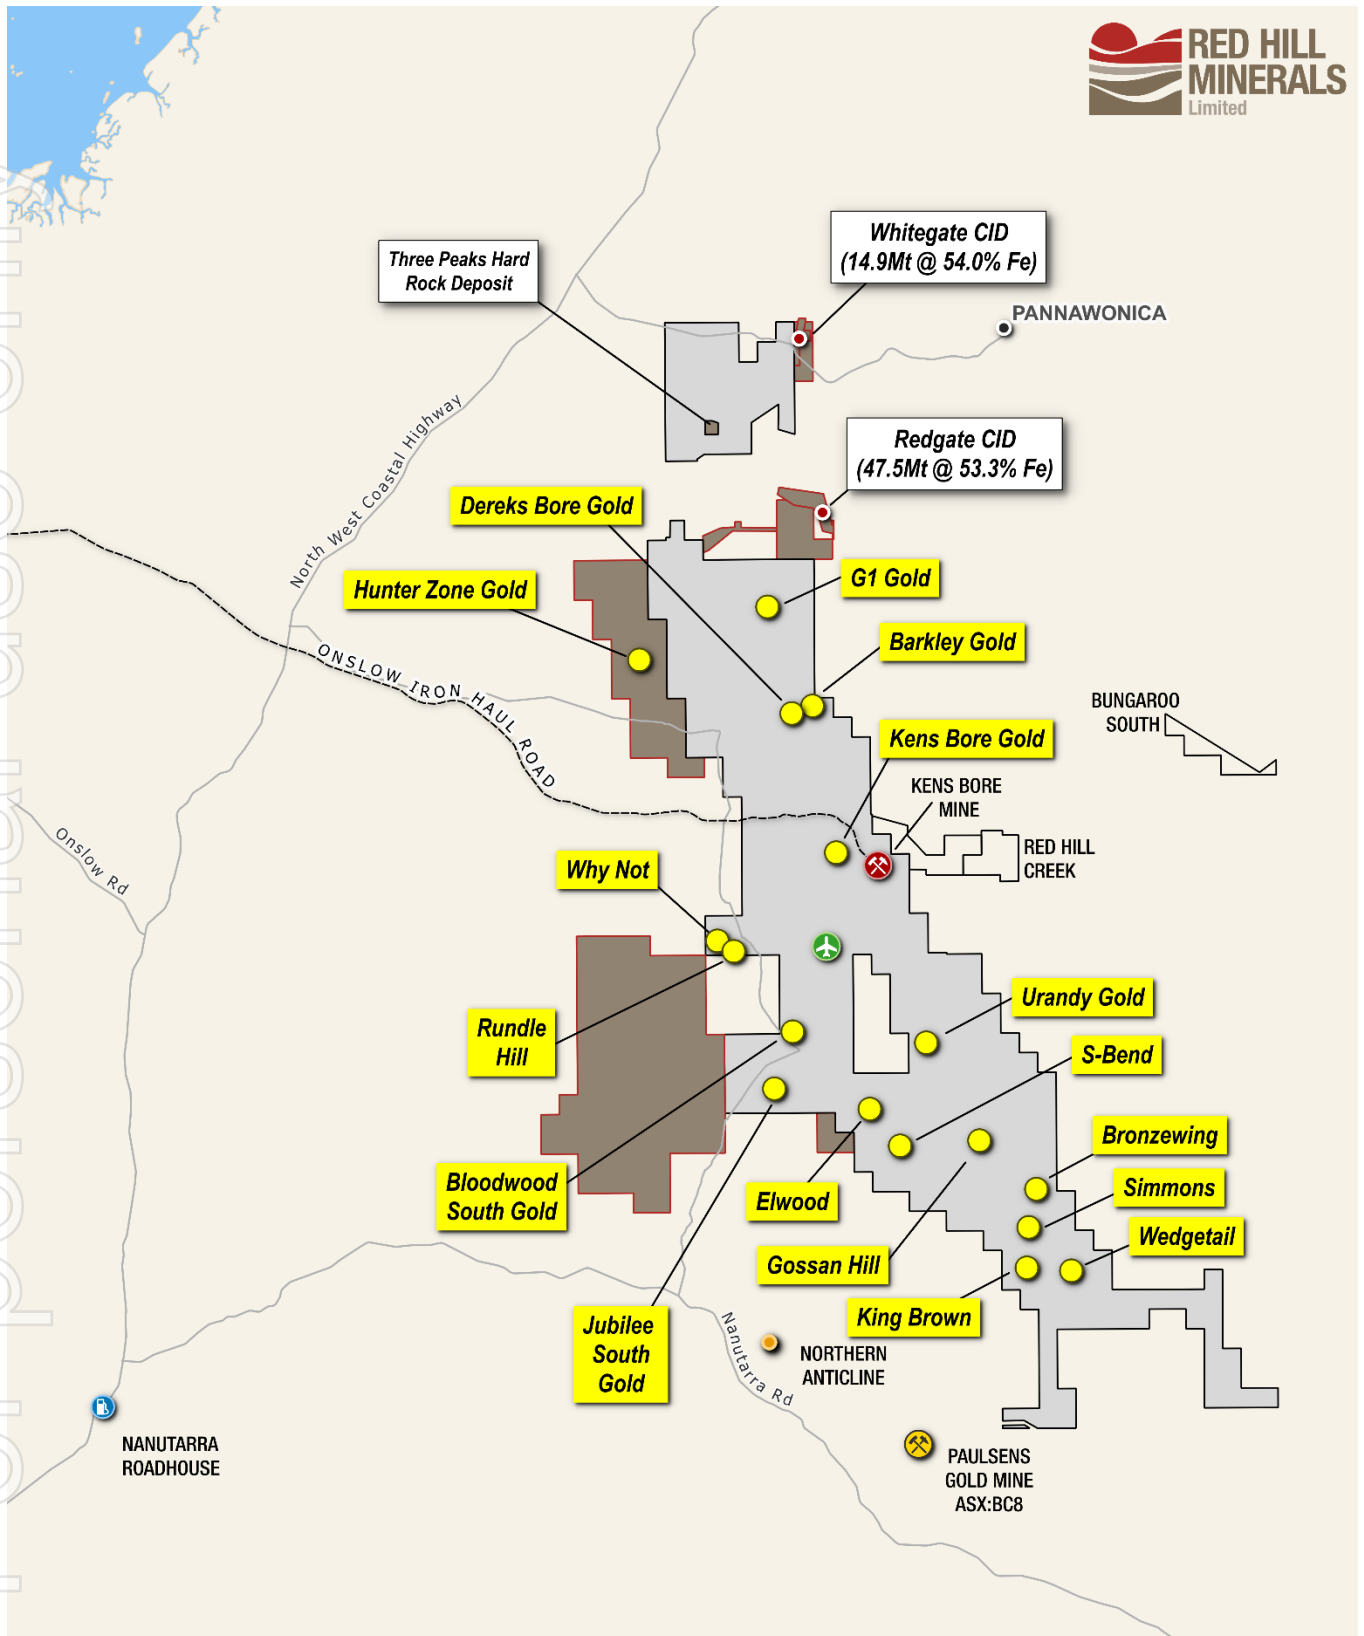 RED HILL
MINERALS
Limited
Whitegate CID
(14.9Mt @ 54.0% Fe)
Three Peaks Hard
Rock Deposit
PANNAWONICA
North West Coastal Highway
Redgate CID
(47.5Mt @ 53.3% Fe)
Dereks Bore Gold
G1 Gold
Hunter Zone Gold
Barkley Gold
ONSLOW IRON HAUL ROAD
BUNGAROO
SOUTH
Kens Bore Gold
KENS BORE
MINE
RED HILL
CREEK
Onslow Rd
Why Not
Urandy Gold
Rundle
Hill
S-Bend
Bronzewing
Bloodwood
South Gold
Elwood
Simmons
Wedgetail
Gossan Hill
King Brown
Jubilee
South
Gold
Nanutarra Rd
NORTHERN
ANTICLINE
NANUTARRA
ROADHOUSE
PAULSENS
GOLD MINE
ASX:BC8